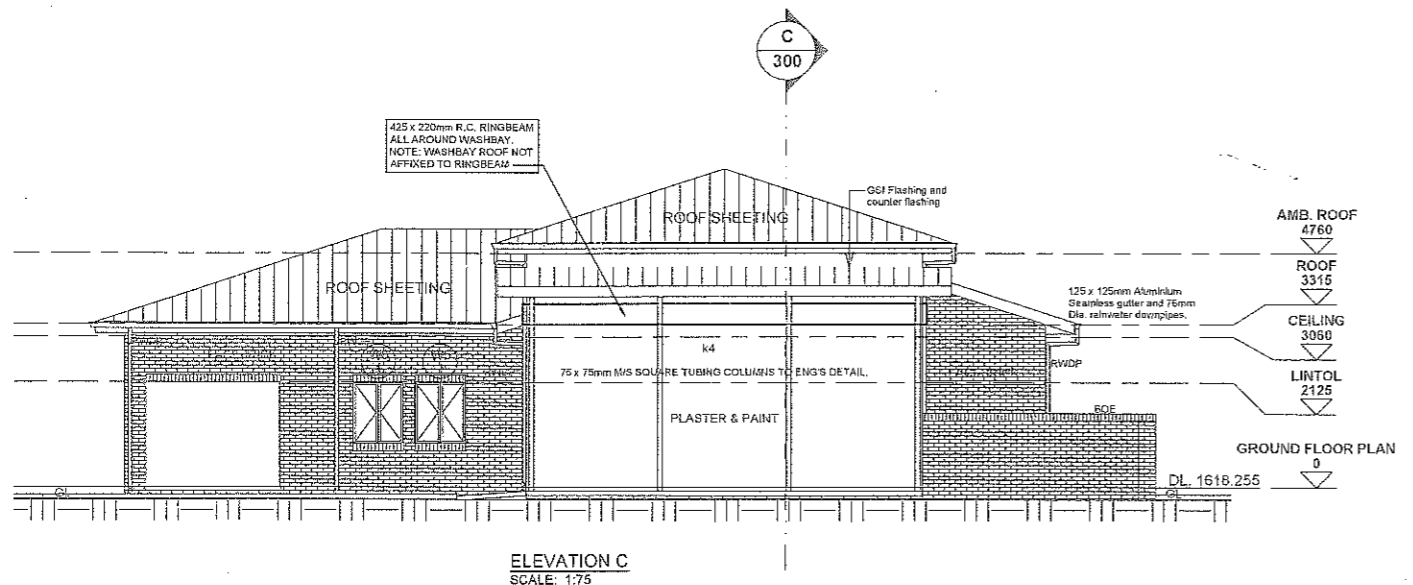 C
300
425 x 220mm R.C. RINGBEAM
ALL AROUND WASHBAY.
NOTE: WASHBAY ROOF NOT
AFFIXED TO RINGBEAM
GSI Flashing and
counter flashing
ROOF SHEETING
AMB. ROOF
4760
ROOF
3315
ROOF SHEETING
125 x 125mm Aluminium
Seamless gutter and 76mm
Dia. rainwater downpipes.
CEILING
3060
k4
75 x 75mm M/S SQUARE TUBING COLUMNS TO ENG'S DETAIL.
RWDP
LINTOL
2125
PLASTER & PAINT
BOE
GROUND FLOOR PLAN
0
DL. 1618.255
GL
GL
ELEVATION C
SCALE: 1:75